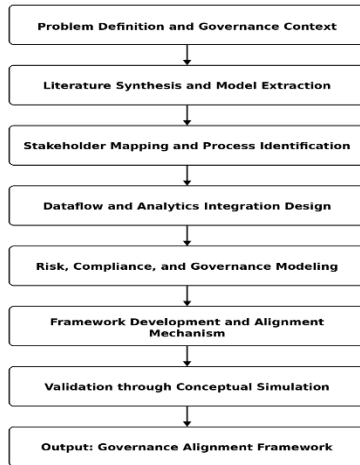 Problem Definition and Governance Context
Literature Synthesis and Model Extraction
Stakeholder Mapping and Process Identification
Dataflow and Analytics Integration Design
Risk, Compliance, and Governance Modeling
Framework Development and Alignment
Mechanism
Validation through Conceptual Simulation
Output: Governance Alignment Framework